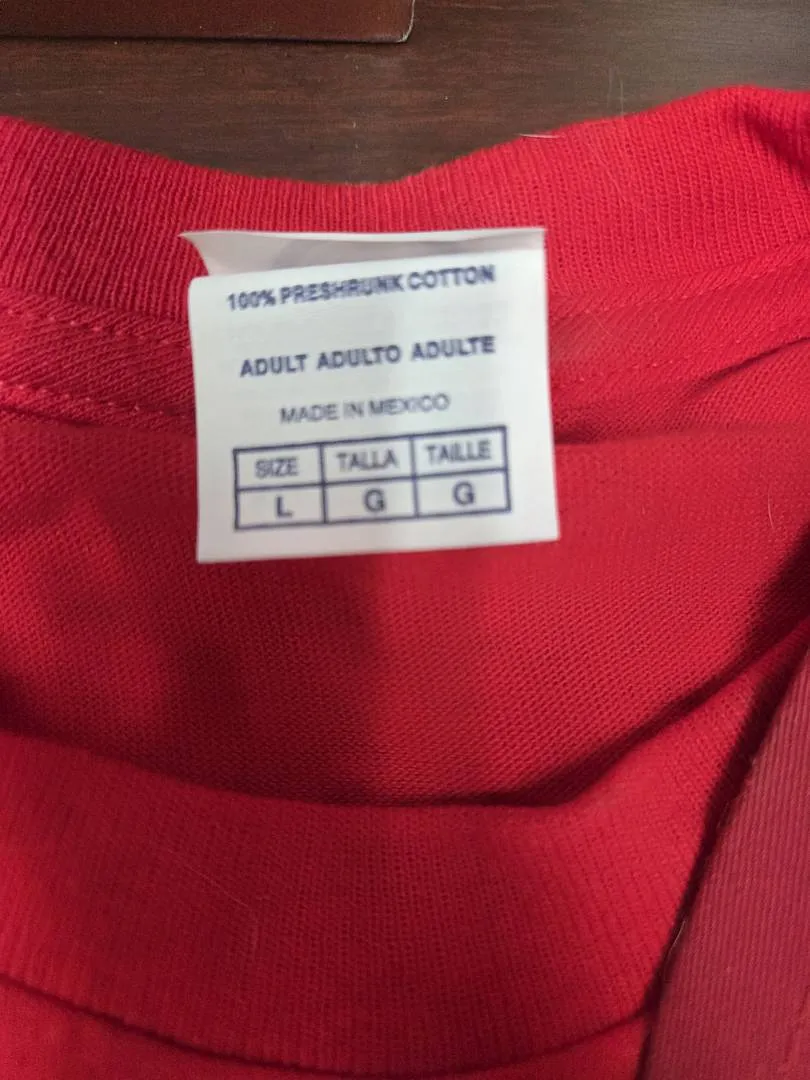 100% PRESHRUNK COTTON
ADULT ADULTO ADULTE
MADE IN MEXICO
SIZE TALLA TAILLE
L G G